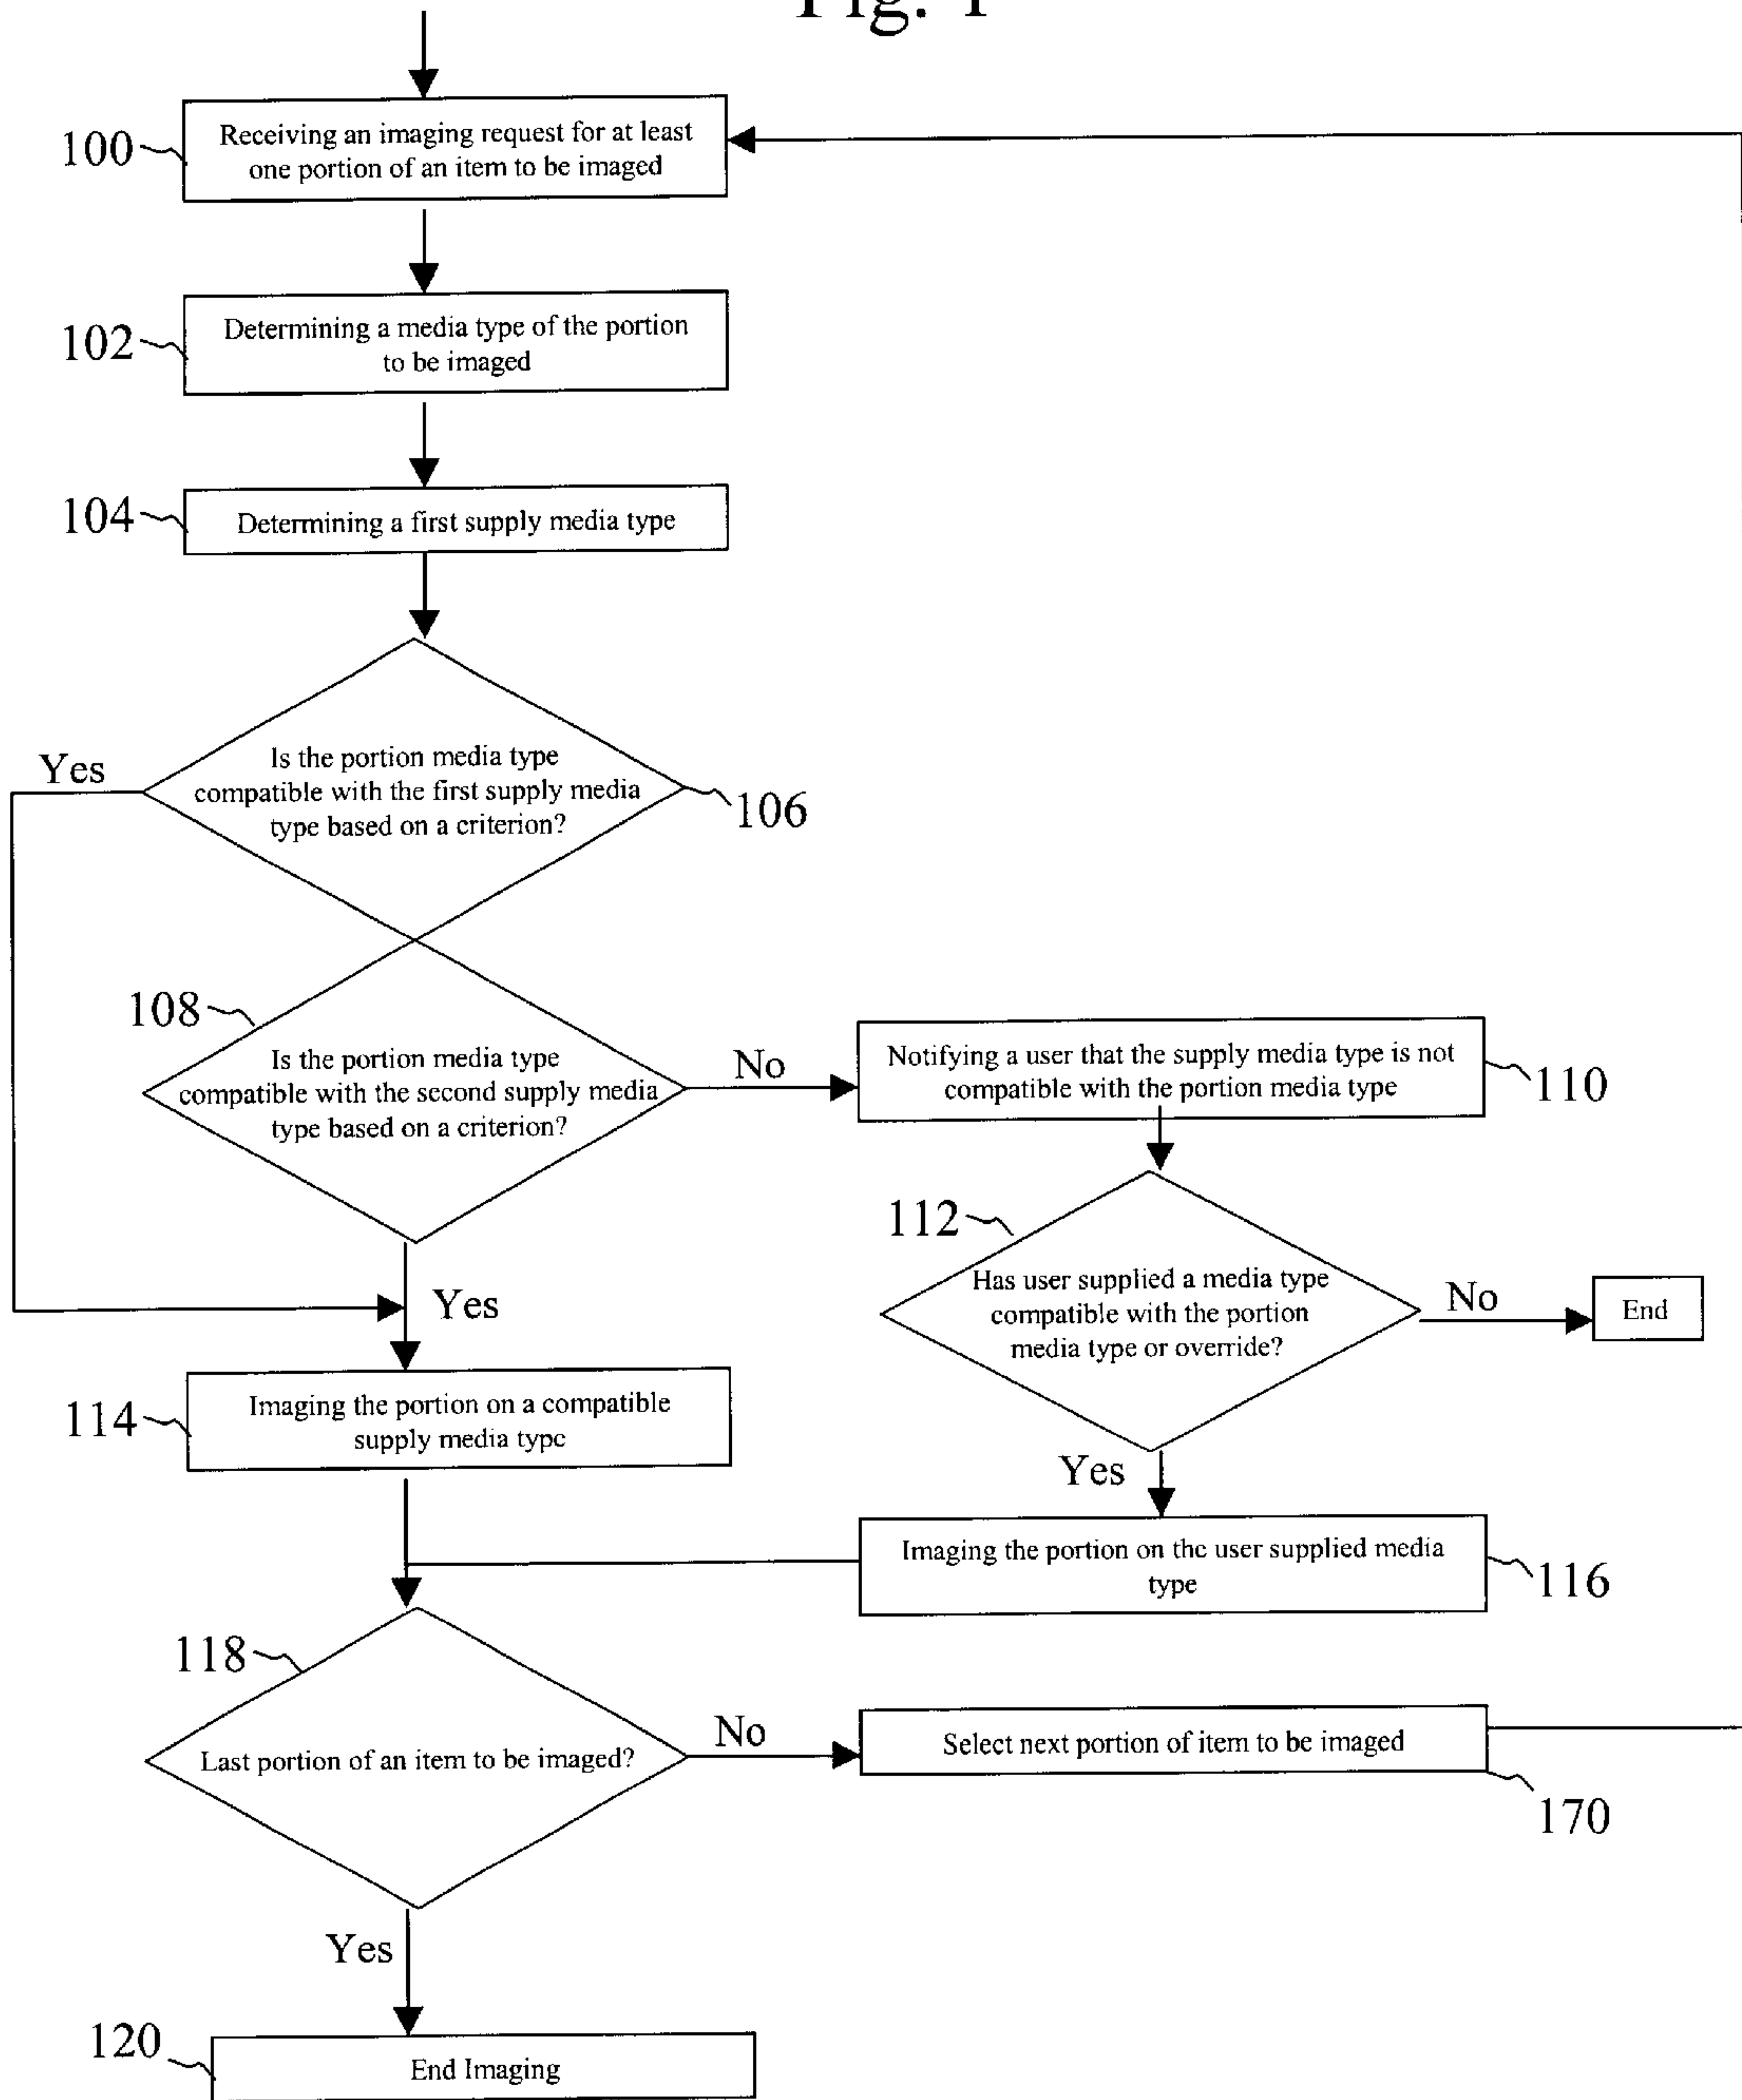 Fig. 1
100
Receiving an imaging request for at least
one portion of an item to be imaged
102
Determining a media type of the portion
to be imaged
104
Determining a first supply media type
Yes
Is the portion media type
compatible with the first supply media
type based on a criterion?
106
108
Is the portion media type
compatible with the second supply media
type based on a criterion?
No
Notifying a user that the supply media type is not
compatible with the portion media type
110
112
Has user supplied a media type
compatible with the portion
media type or override?
No
End
Yes
114
Imaging the portion on a compatible
supply media type
Yes
Imaging the portion on the user supplied media
type
116
118
Last portion of an item to be imaged?
No
Select next portion of item to be imaged
170
Yes
120
End Imaging